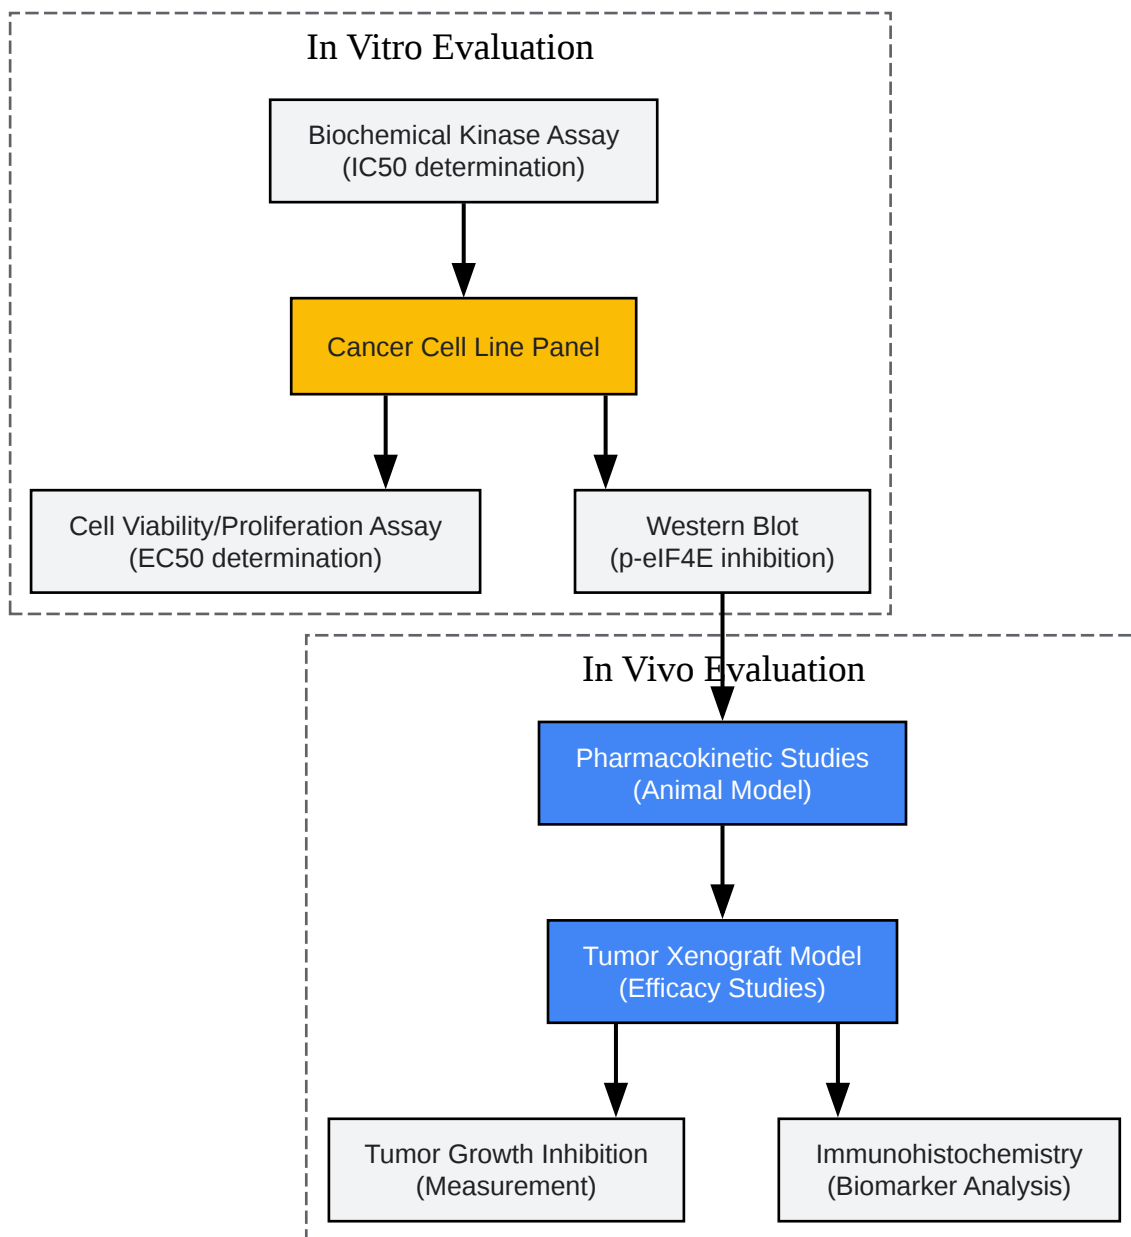 In Vitro Evaluation
Biochemical Kinase Assay
(IC50 determination)
Cancer Cell Line Panel
Cell Viability/Proliferation Assay
(EC50 determination)
Western Blot
(p-eIF4E inhibition)
In Vivo Evaluation
Pharmacokinetic Studies
(Animal Model)
Tumor Xenograft Model
(Efficacy Studies)
Tumor Growth Inhibition
(Measurement)
Immunohistochemistry
(Biomarker Analysis)